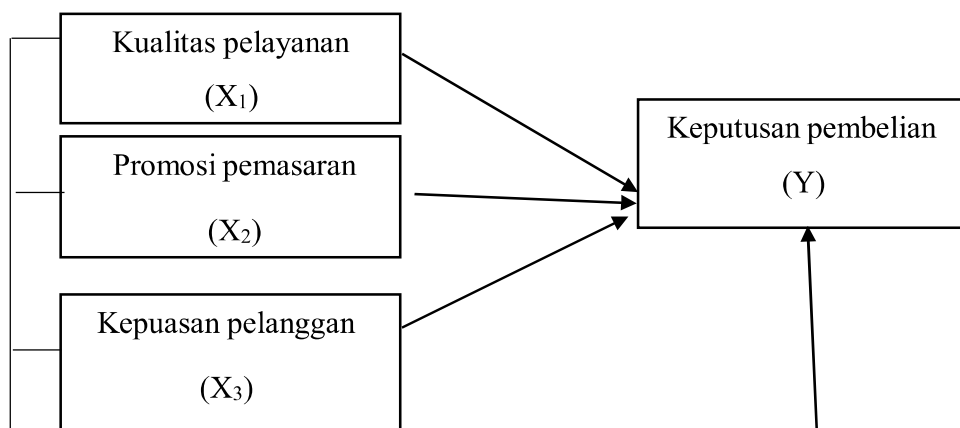 Kualitas pelayanan
(X₁)
Promosi pemasaran
(X₂)
Kepuasan pelanggan
(X₃)
Keputusan pembelian
(Y)